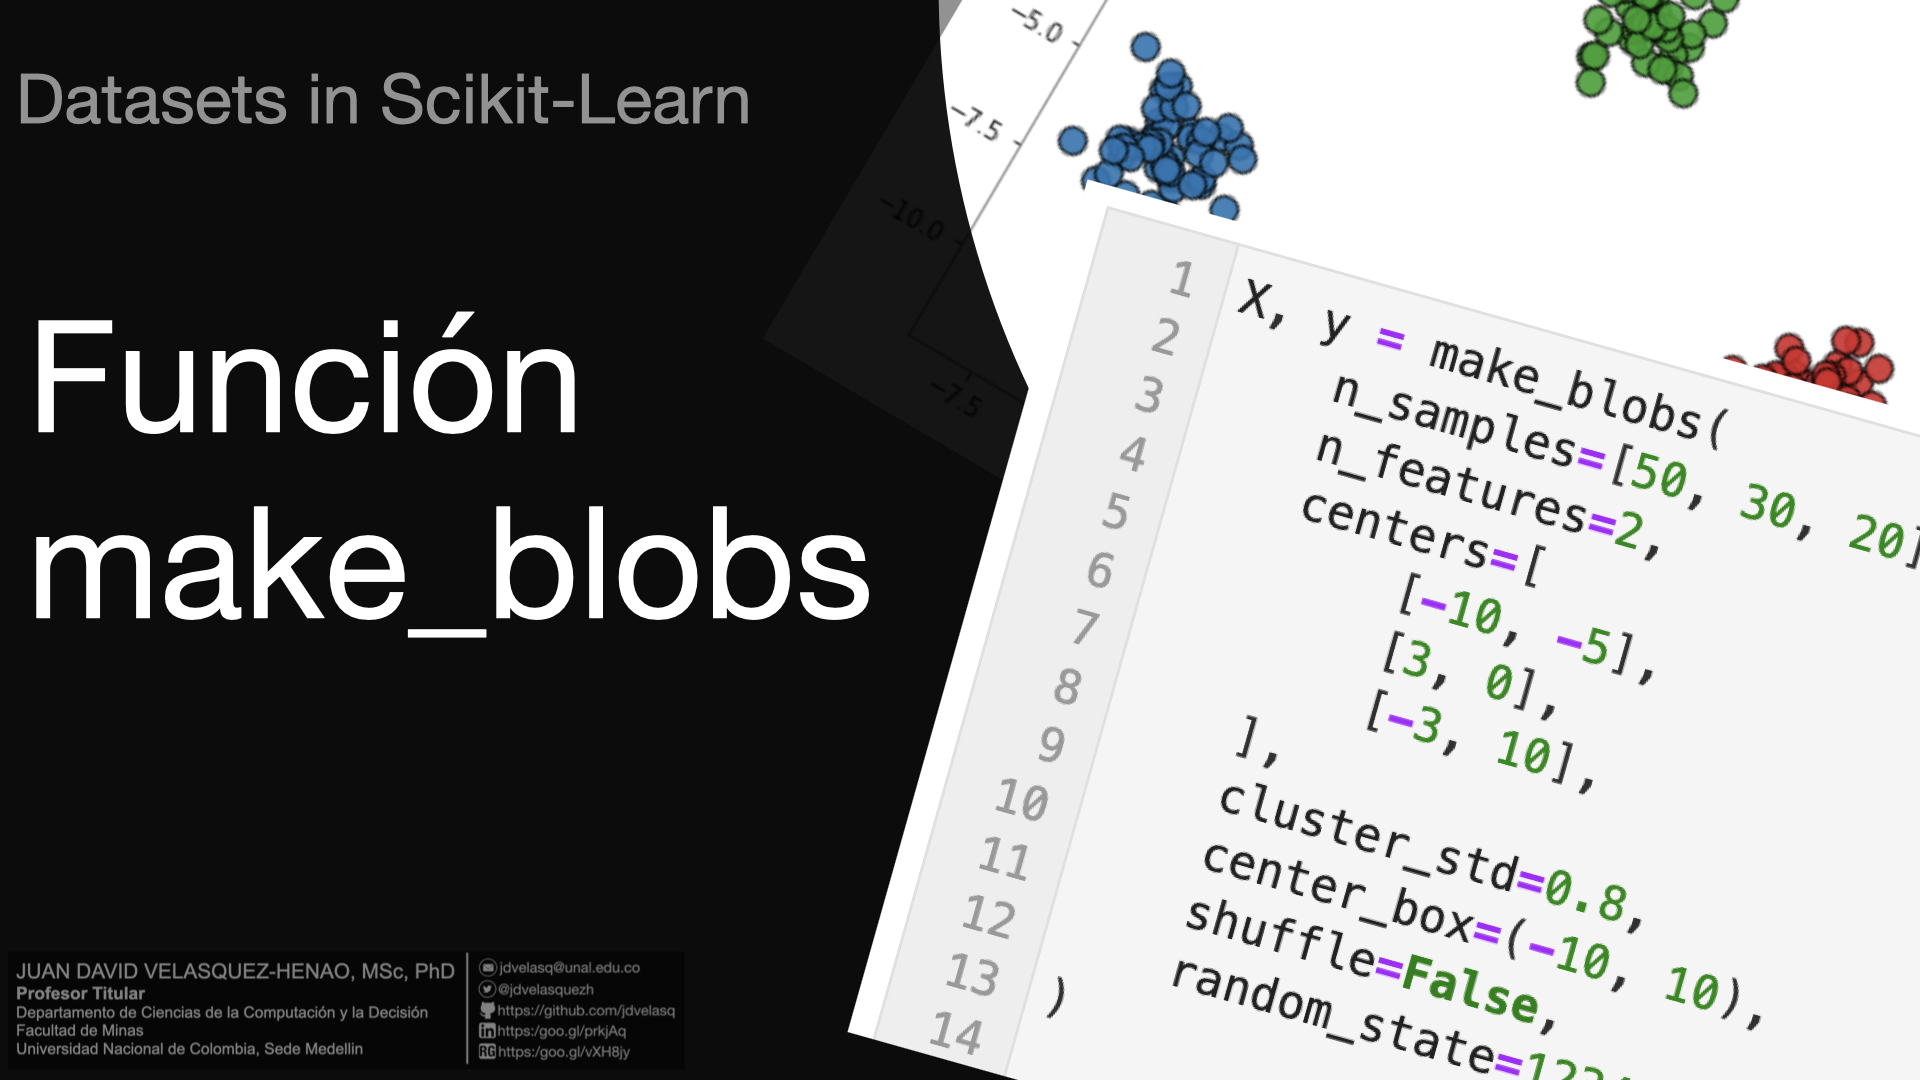 Datasets in Scikit-Learn
Función
make_blobs
JUAN DAVID VELASQUEZ-HENAO, MSc, PhD
Profesor Titular
Departamento de Ciencias de la Computación y la Decisión
Facultad de Minas
Universidad Nacional de Colombia, Sede Medellin
jdvelasq@unal.edu.co
@jdvelasquezh
https://github.com/jdvelasq
https://goo.gl/prkjAq
RG https:/goo.gl/vXH8jy
−5.0
−7.5
−10.0
−7.5
1 X, y = make_blobs(
2 n_samples=[50, 30, 20]
3 n_features=2,
4 centers=[
5 [-10, -5],
6 [3, 0],
7 [-3, 10],
8 ],
9 cluster_std=0.8,
10 center_box=(-10, 10),
11 shuffle=False,
12 random_state=
13 )
14